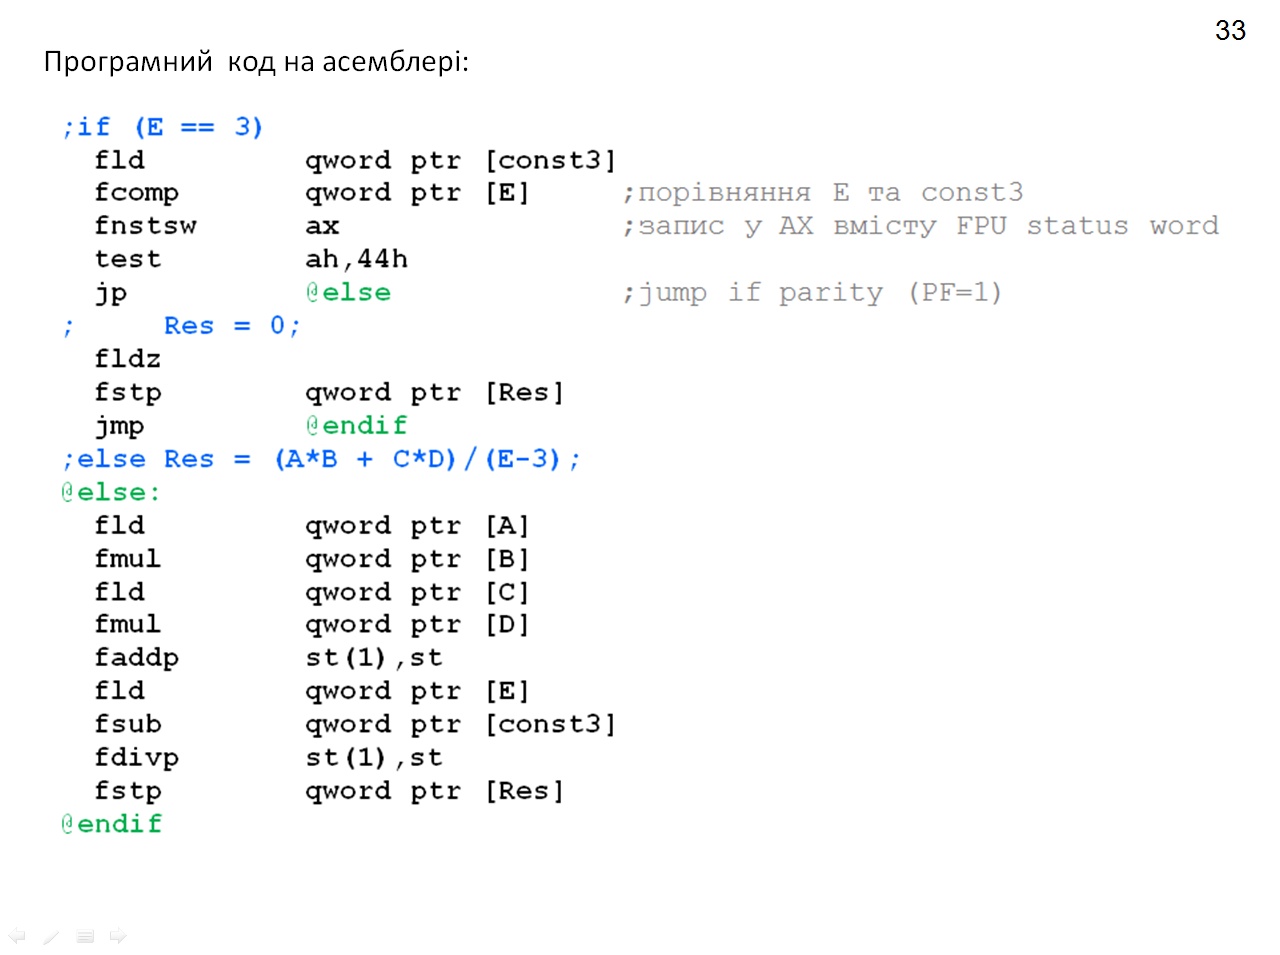 33
Програмний код на асемблері:
;if (E == 3)
fld qword ptr [const3]
fcomp qword ptr [E] ;порівняння E та const3
fnstsw ax ;запис у AX вмісту FPU status word
test ah,44h
jp @else ;jump if parity (PF=1)
; Res = 0;
fldz
fstp qword ptr [Res]
jmp @endif
;else Res = (A*B + C*D)/(E-3);
@else:
fld qword ptr [A]
fmul qword ptr [B]
fld qword ptr [C]
fmul qword ptr [D]
faddp st(1),st
fld qword ptr [E]
fsub qword ptr [const3]
fdivp st(1),st
fstp qword ptr [Res]
@endif